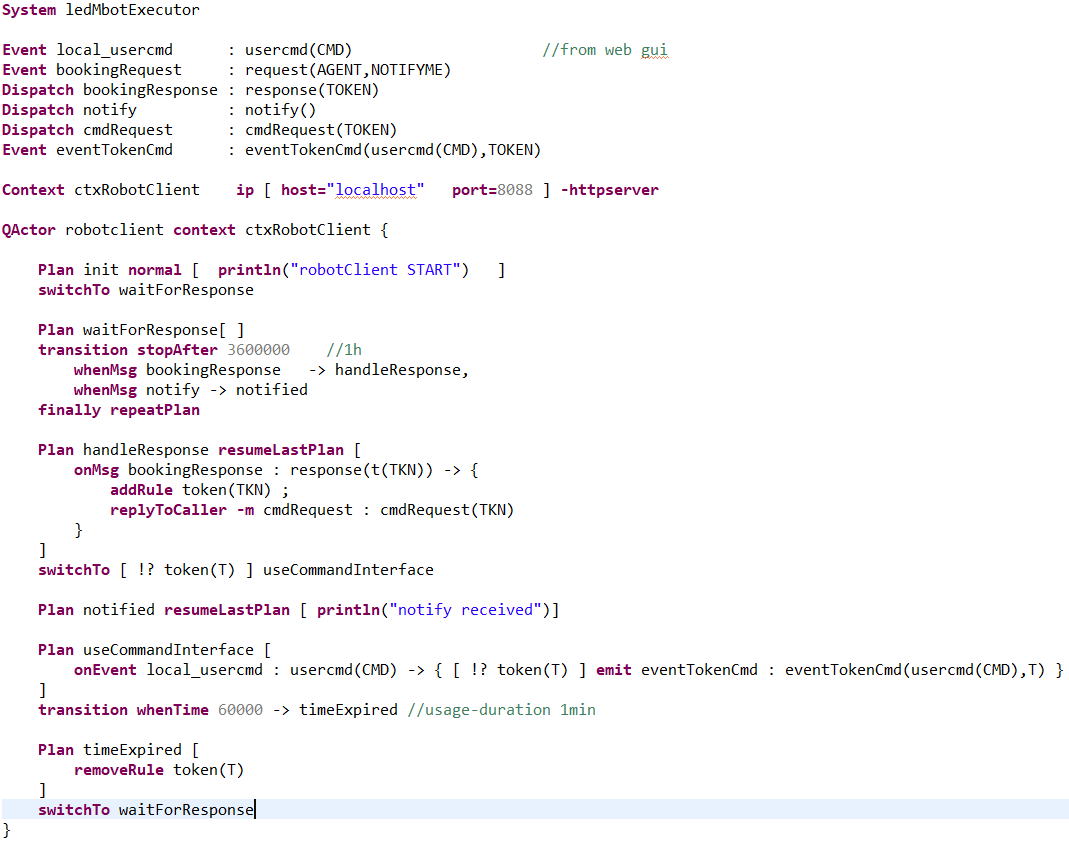 System ledMbotExecutor
Event local_usercmd : usercmd(CMD) //from web gui
Event bookingRequest : request(AGENT,NOTIFYME)
Dispatch bookingResponse : response(TOKEN)
Dispatch notify : notify()
Dispatch cmdRequest : cmdRequest(TOKEN)
Event eventTokenCmd : eventTokenCmd(usercmd(CMD),TOKEN)
Context ctxRobotClient ip [ host="localhost" port=8088 ] -httpserver
QActor robotclient context ctxRobotClient {
Plan init normal [ println("robotClient START") ]
switchTo waitForResponse
Plan waitForResponse[ ]
transition stopAfter 3600000 //1h
whenMsg bookingResponse -> handleResponse,
whenMsg notify -> notified
finally repeatPlan
Plan handleResponse resumeLastPlan [
onMsg bookingResponse : response(t(TKN)) -> {
addRule token(TKN) ;
replyToCaller -m cmdRequest : cmdRequest(TKN)
}
]
switchTo [ !? token(T) ] useCommandInterface
Plan notified resumeLastPlan [ println("notify received")]
Plan useCommandInterface [
onEvent local_usercmd : usercmd(CMD) -> { [ !? token(T) ] emit eventTokenCmd : eventTokenCmd(usercmd(CMD),T) }
]
transition whenTime 60000 -> timeExpired //usage-duration 1min
Plan timeExpired [
removeRule token(T)
]
switchTo waitForResponse
}